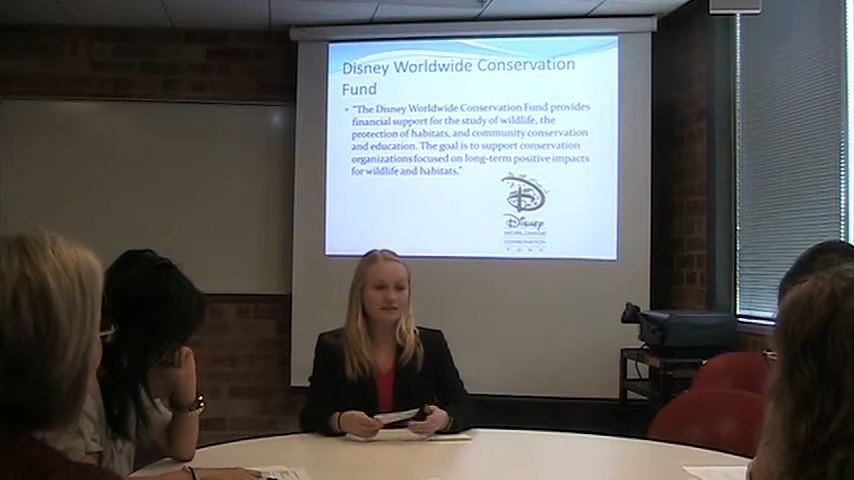 Disney Worldwide Conservation
Fund
"The Disney Worldwide Conservation Fund provides
financial support for the study of wildlife, the
protection of habitats, and community conservation
and education. The goal is to support conservation
organizations focused on long-term positive impacts
for wildlife and habitats."
D
Disney
WORLDWIDE
CONSERVATION
FUND